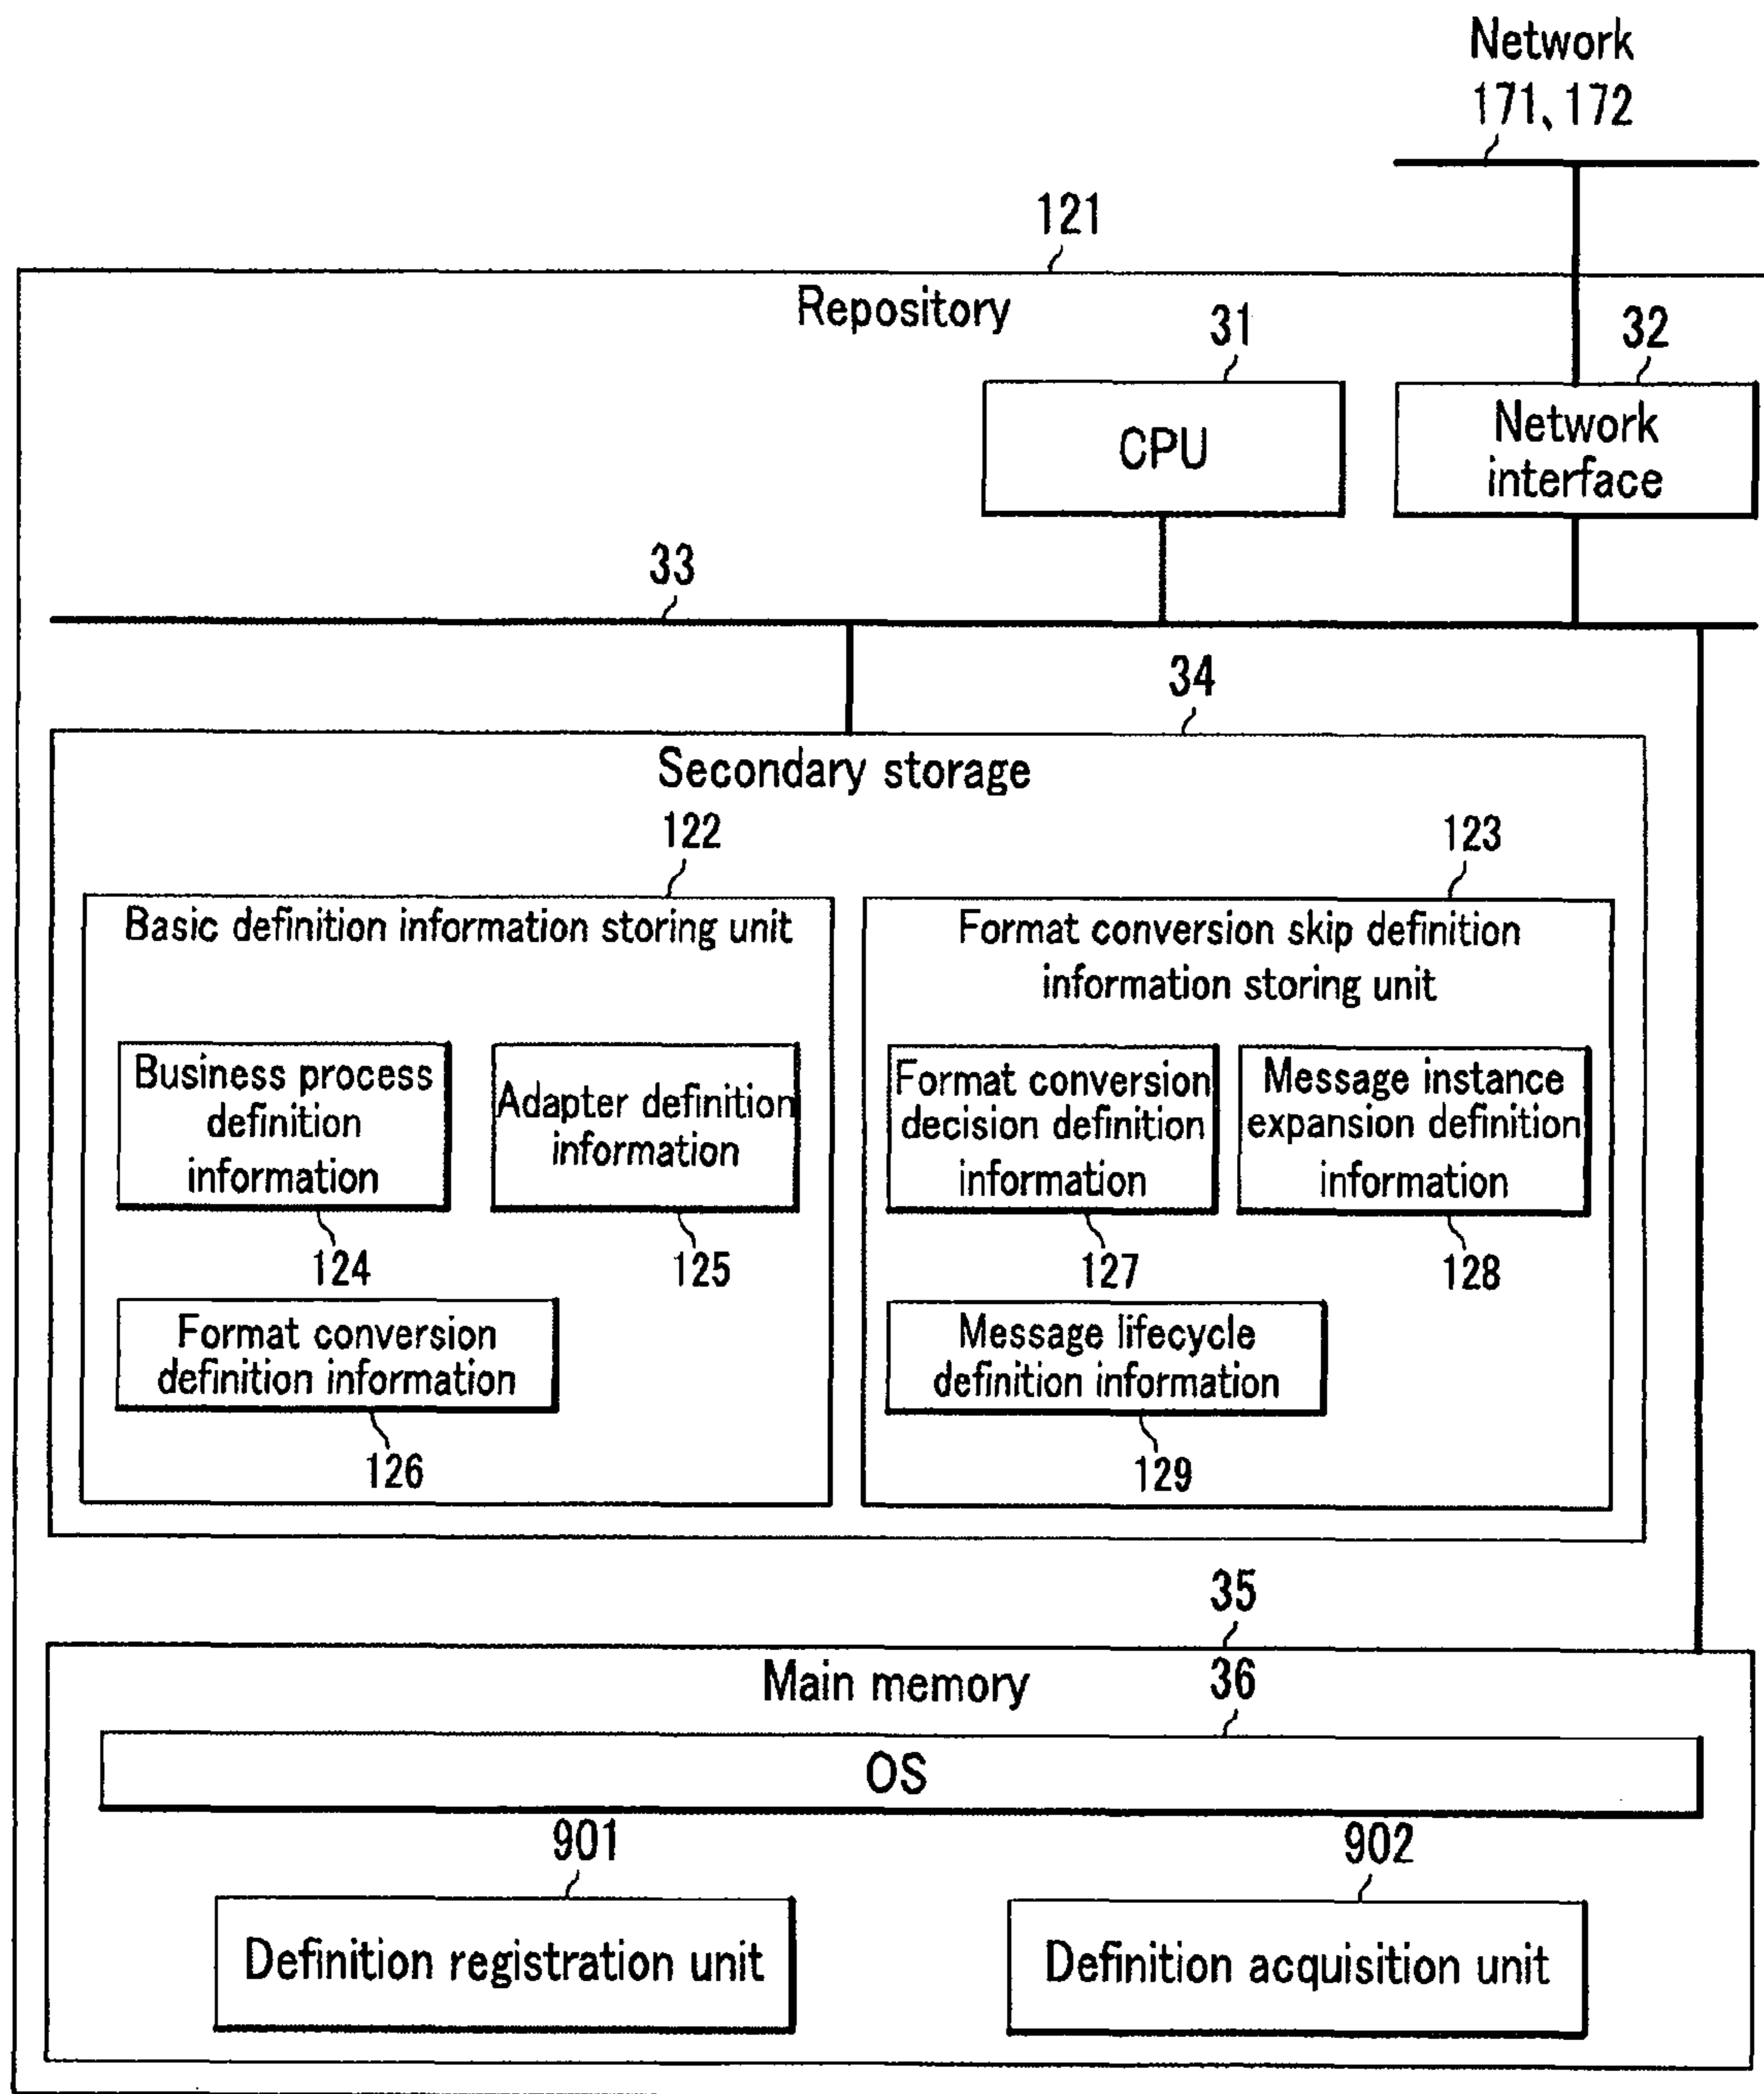 Network
171、172
121
Repository
31
32
CPU
Network
interface
33
34
Secondary storage
122
123
Basic definition information storing unit
Format conversion skip definition
information storing unit
Business process
definition
information
Adapter definition
information
Format conversion
decision definition
information
Message instance
expansion definition
information
124
125
127
128
Format conversion
definition information
Message lifecycle
definition information
126
129
35
Main memory
36
OS
901
902
Definition registration unit
Definition acquisition unit